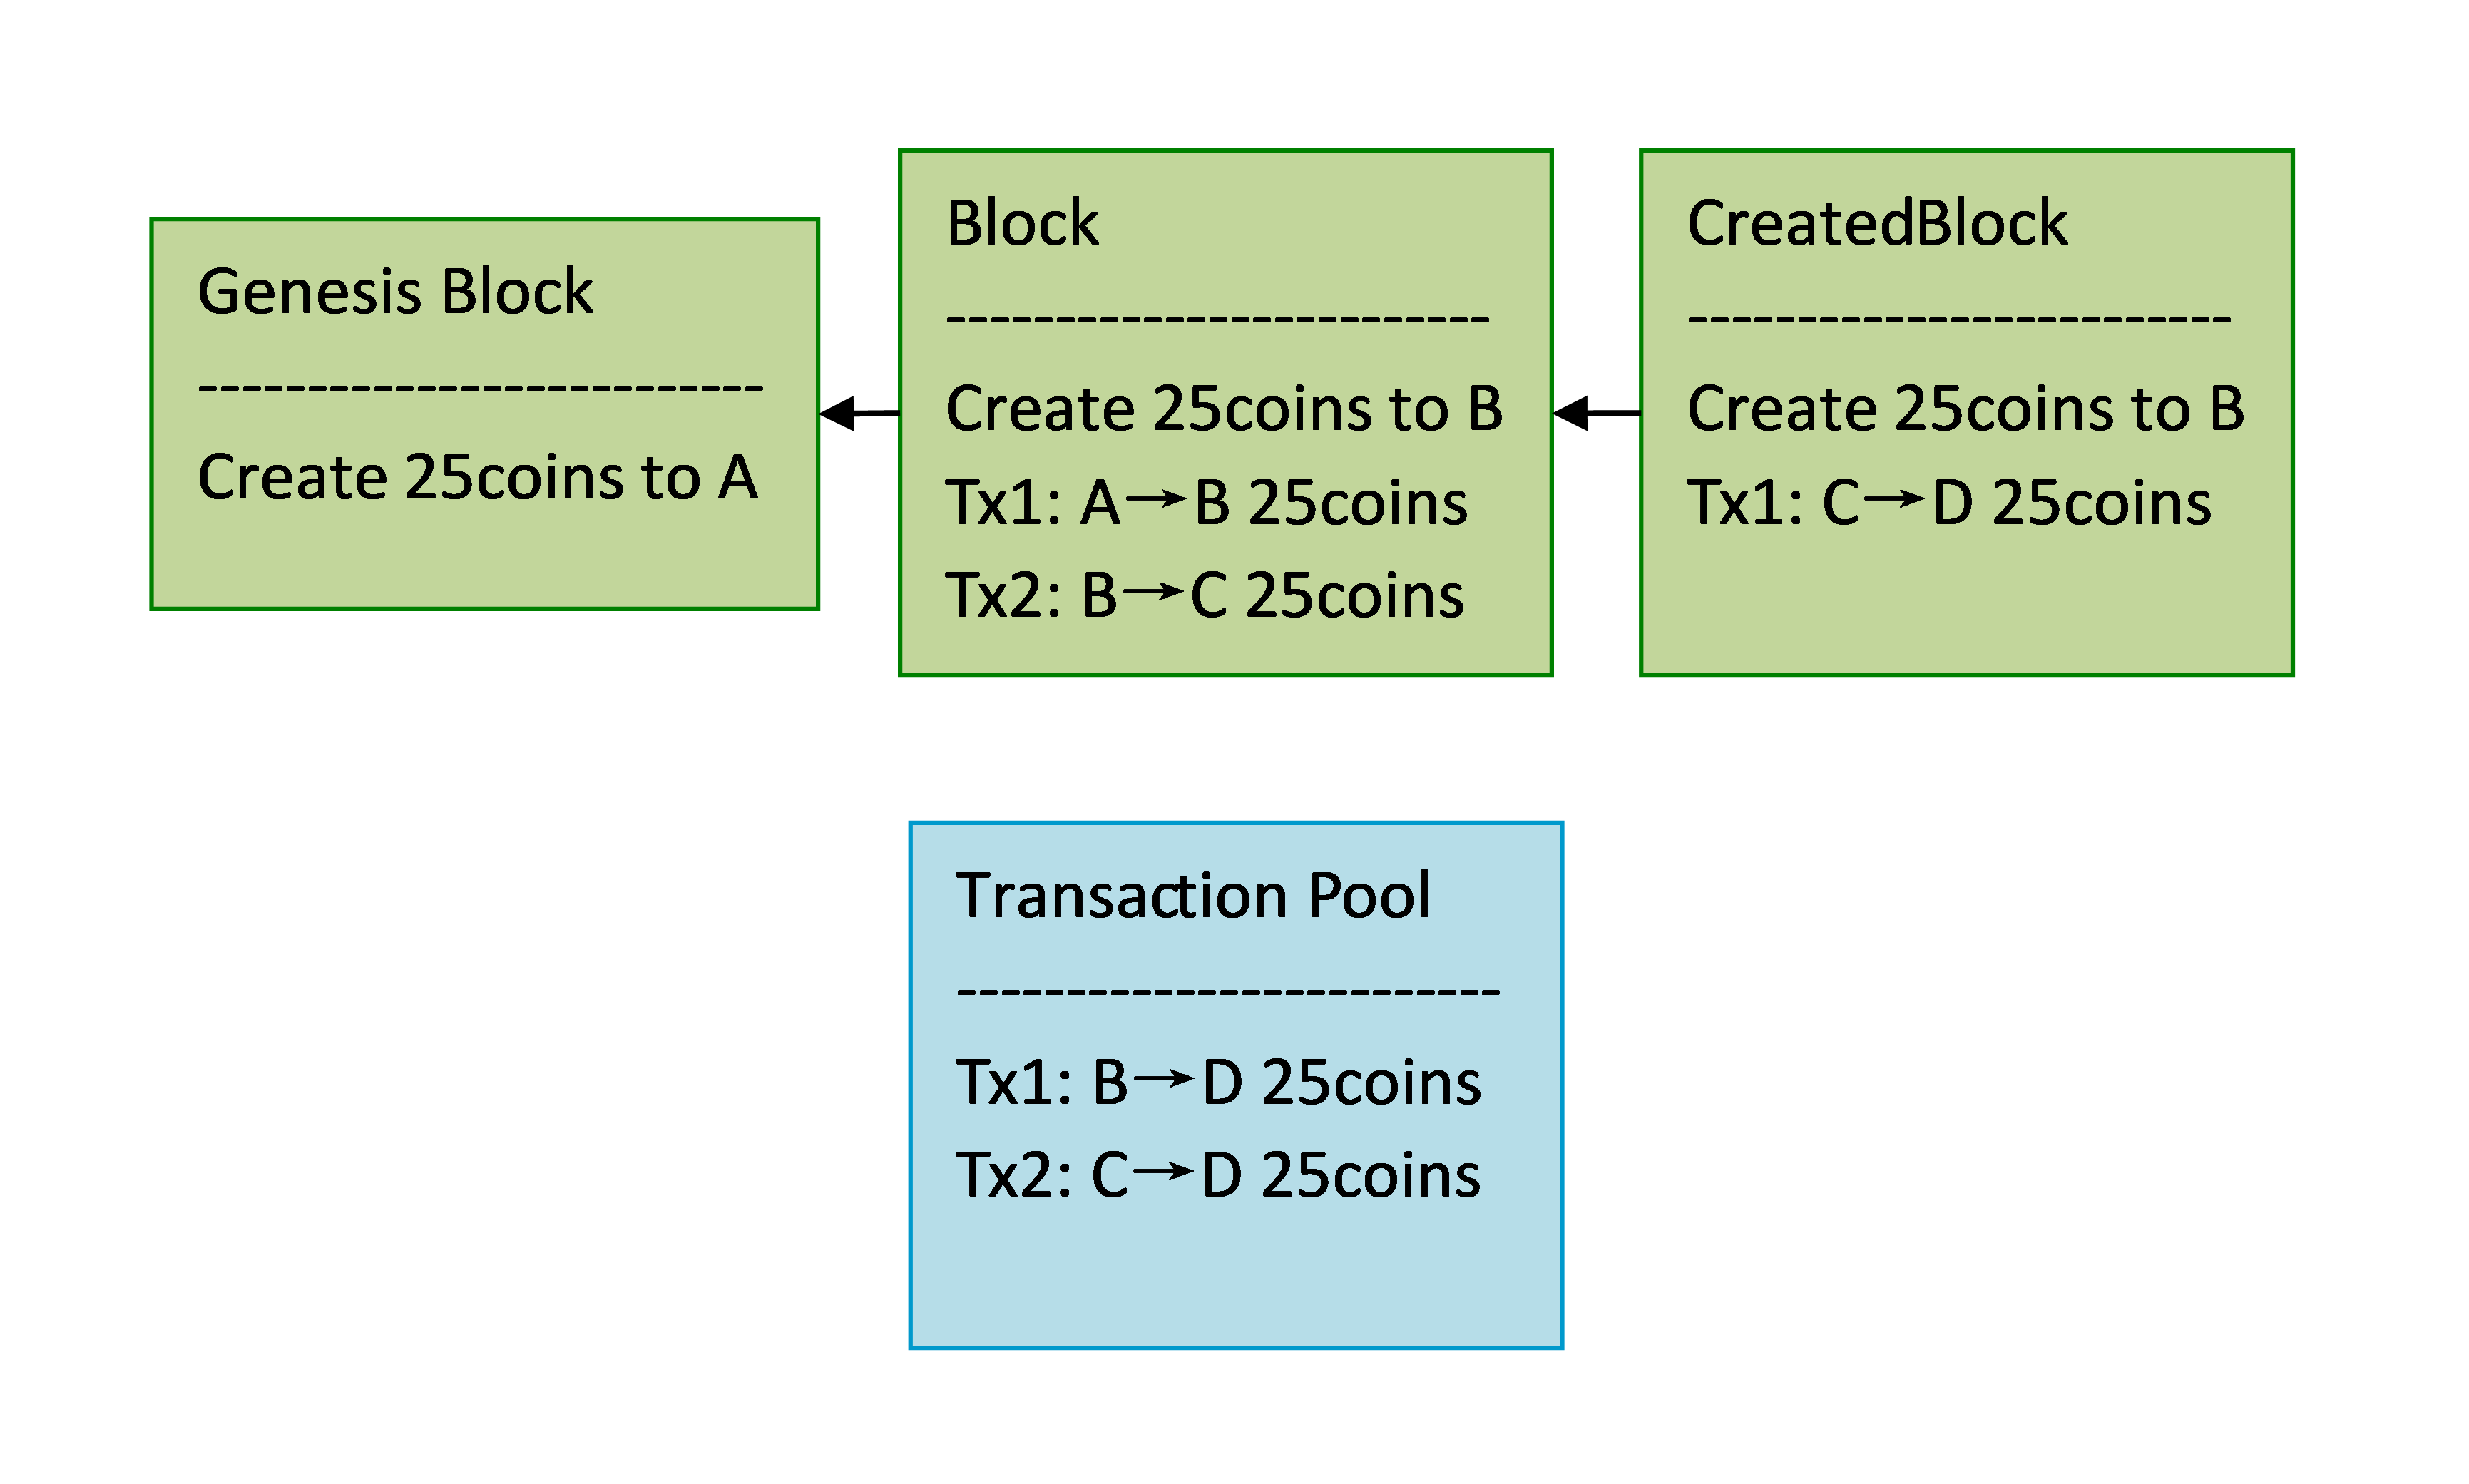 Genesis Block
--------------------------
Create 25coins to A
Block
-------------------------
Create 25coins to B
Tx1: A→B 25coins
Tx2: B→C 25coins
CreatedBlock
-------------------------
Create 25coins to B
Tx1: C→D 25coins
Transaction Pool
-------------------------
Tx1: B→D 25coins
Tx2: C→D 25coins